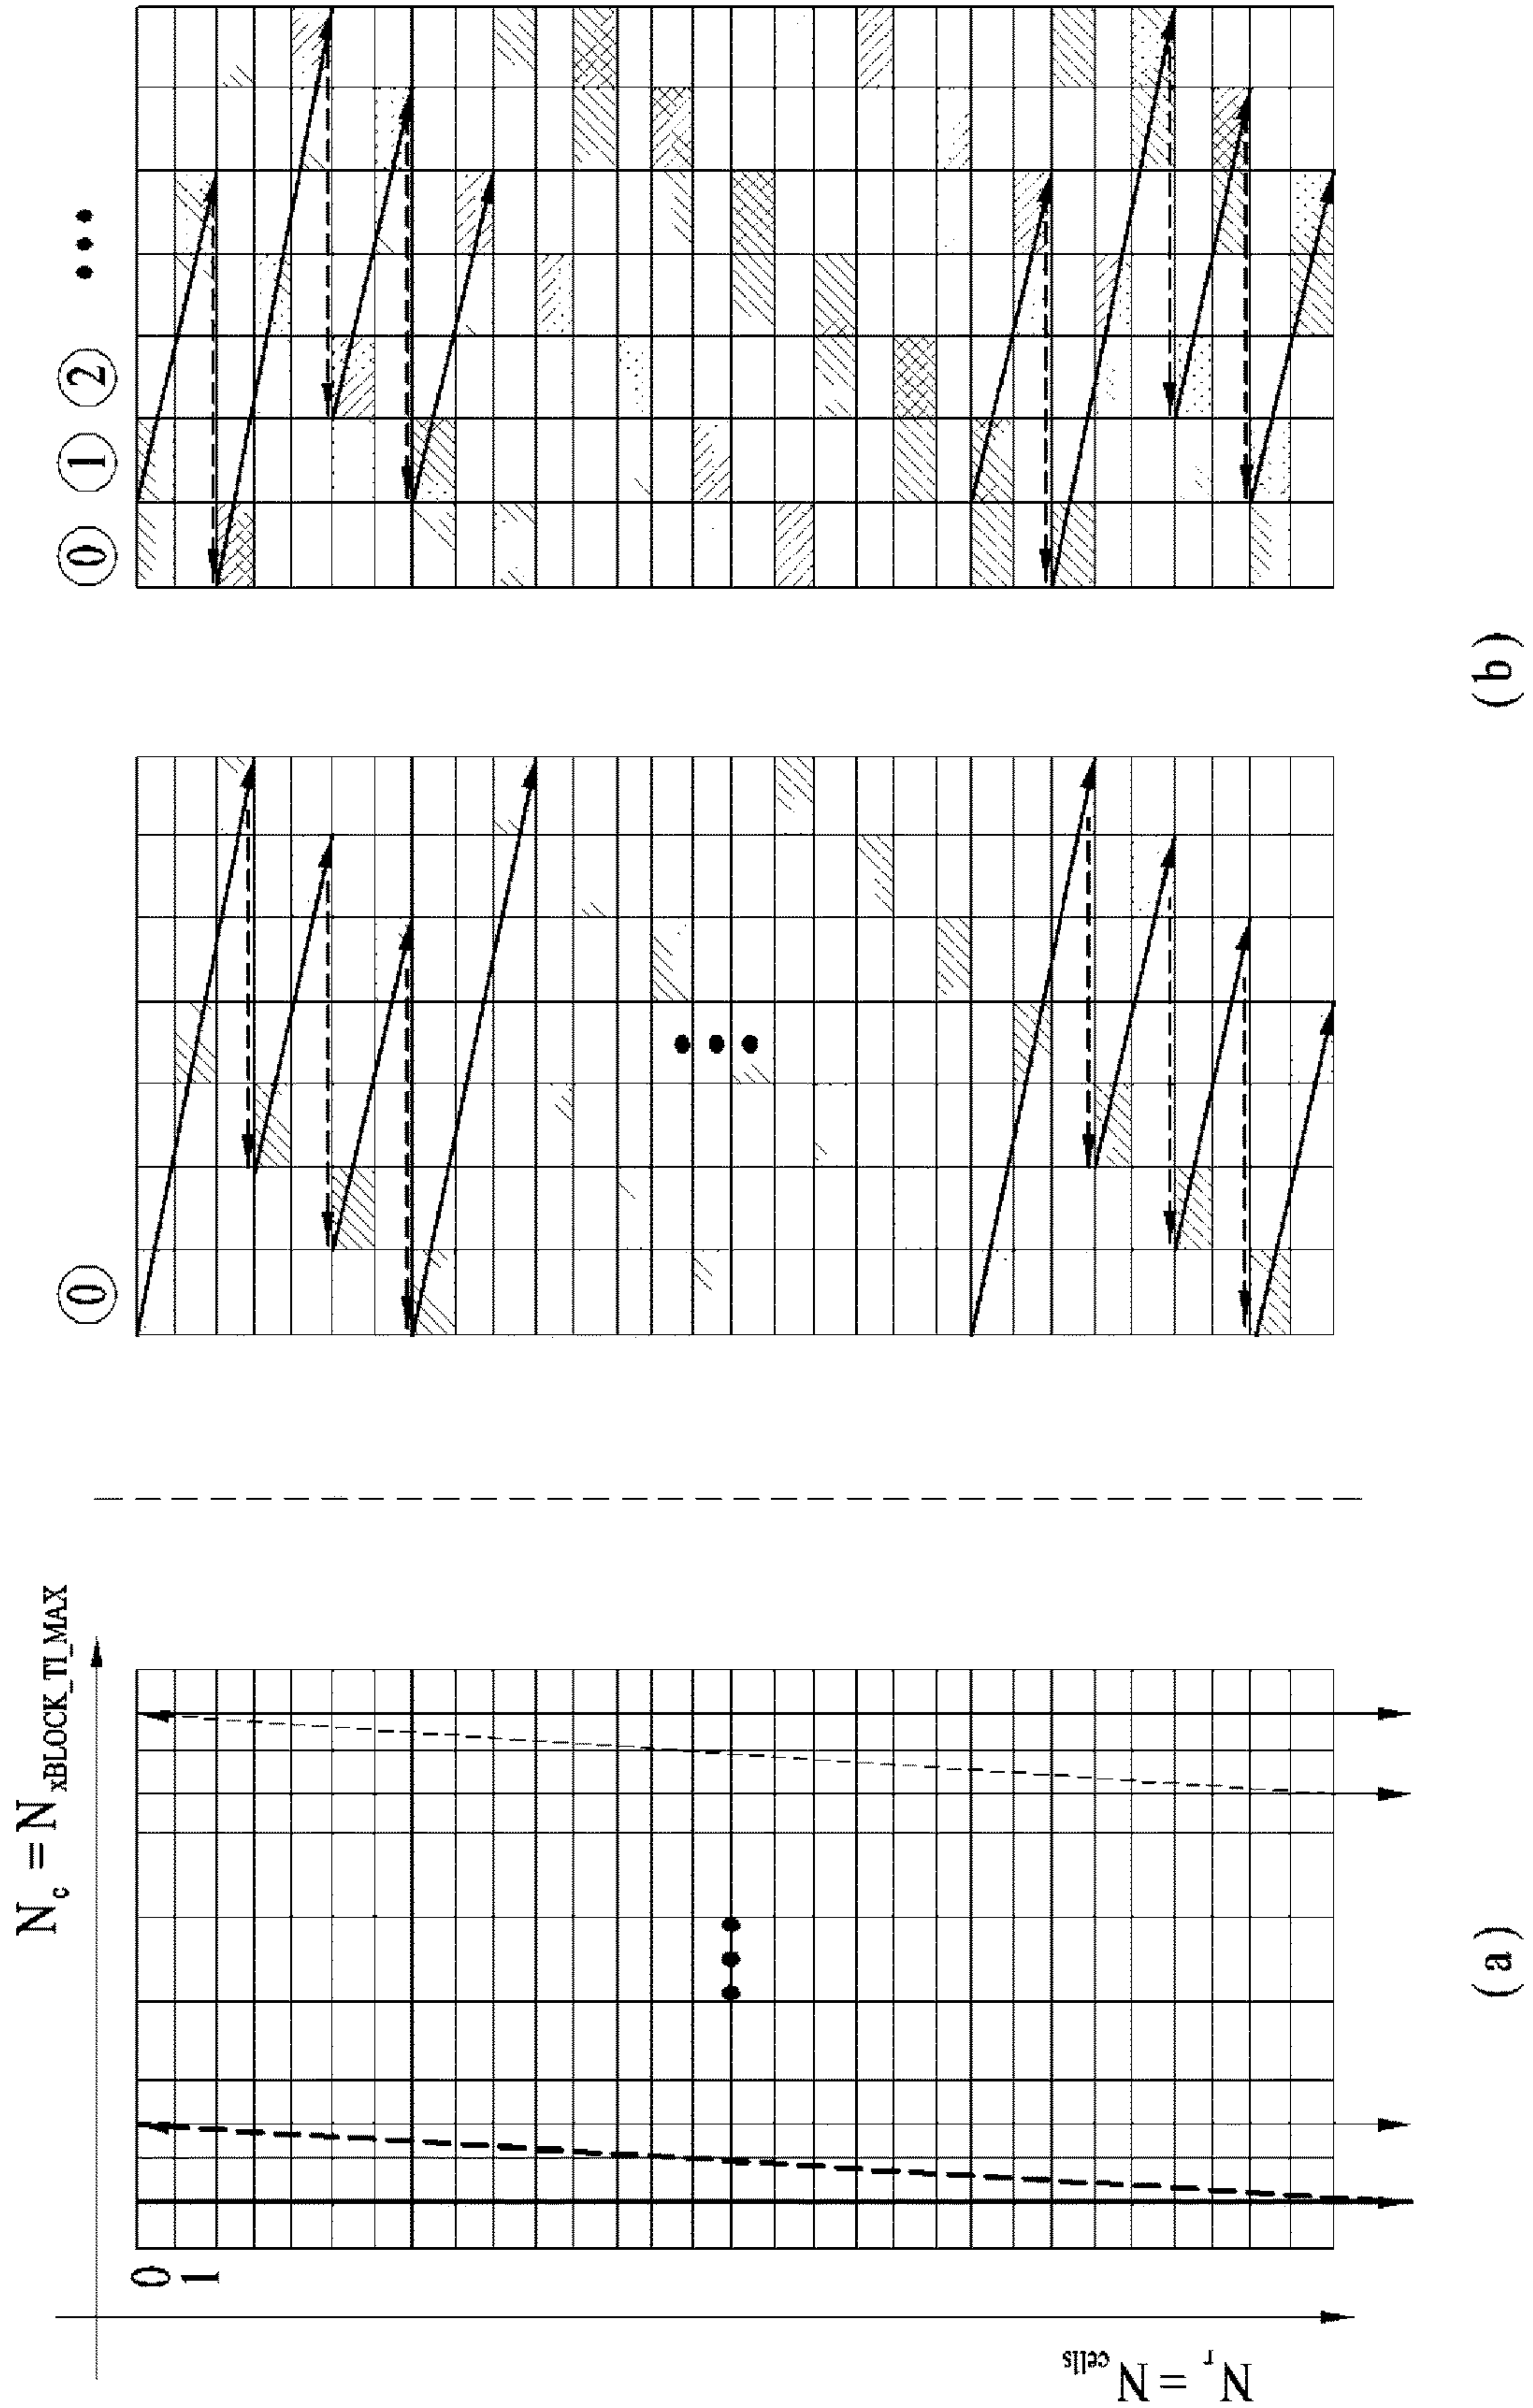 N_c = N_xBLOCK_TI_MAX
N_r = N_cells
0
1
(a)
0
0 1 2 •••
(b)